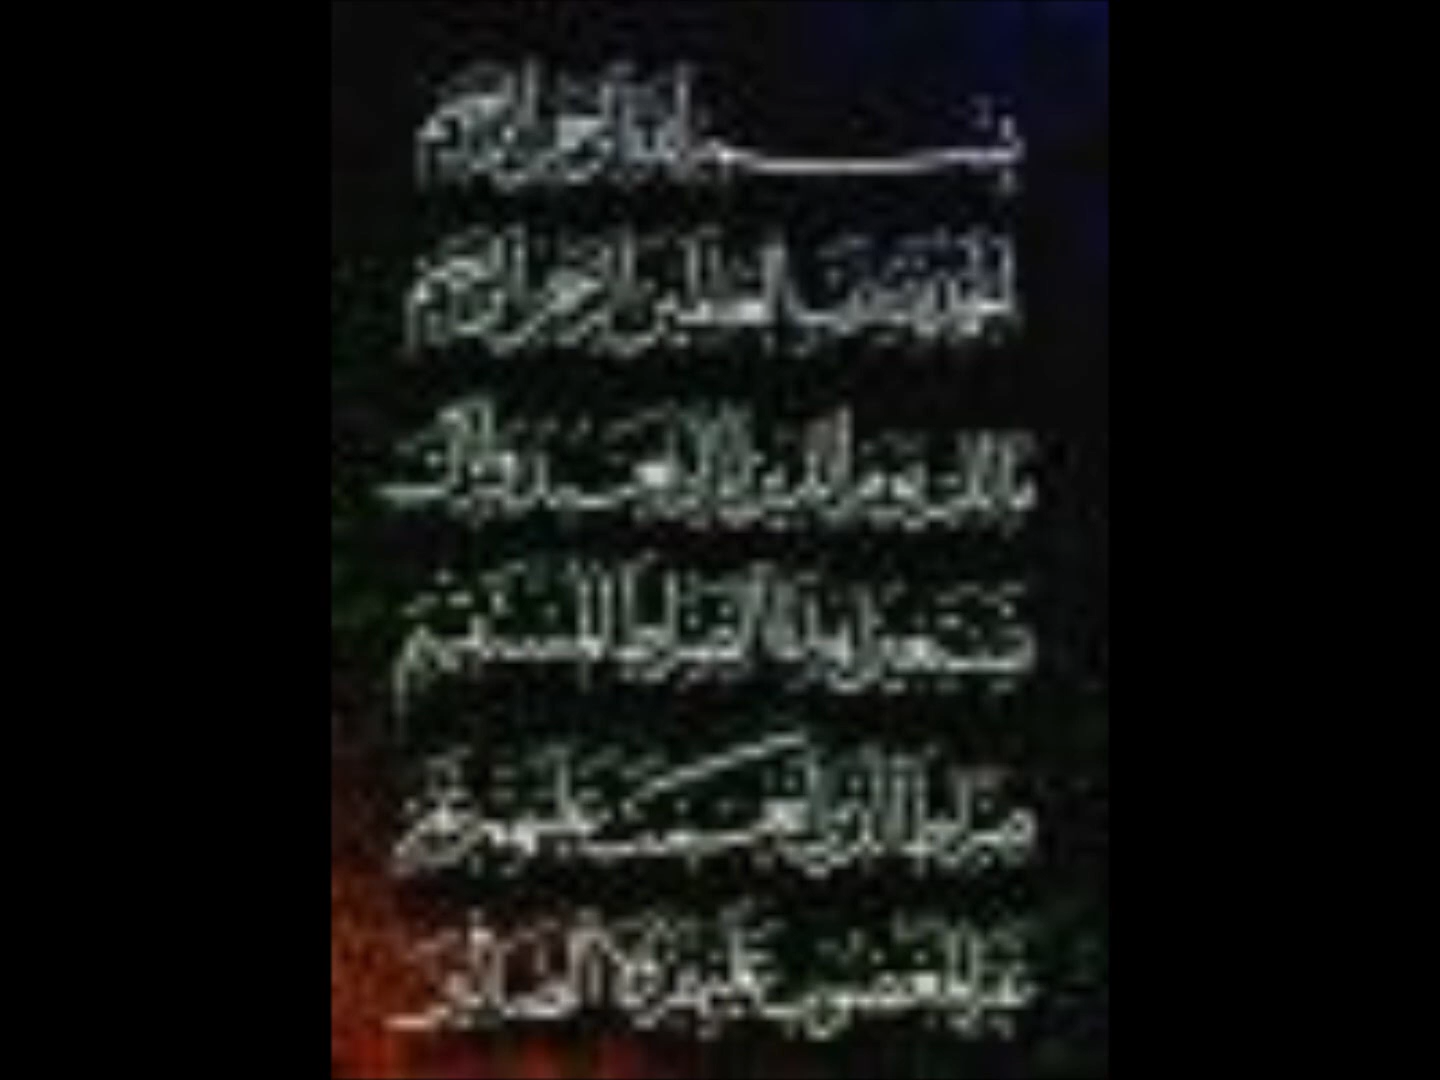 بسم الله الرحمن الرحيم
الحمد لله رب العالمين الرحمن الرحيم
مالك يوم الدين إياك نعبد وإياك
نستعين اهدنا الصراط المستقيم
صراط الذين أنعمت عليهم غير
المغضوب عليهم ولا الضالين